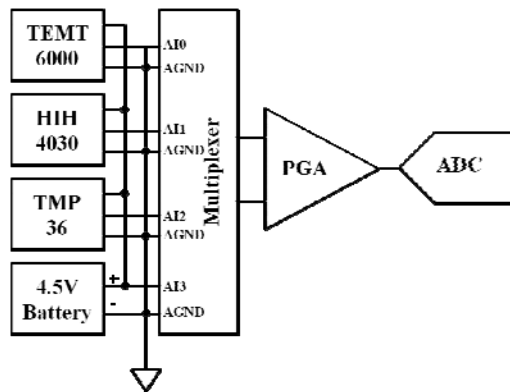 TEMT
6000
HIH
4030
TMP
36
4.5V
Battery
+
-
AI0
AGND
AI1
AGND
AI2
AGND
AI3
AGND
Multiplexer
PGA
ADC